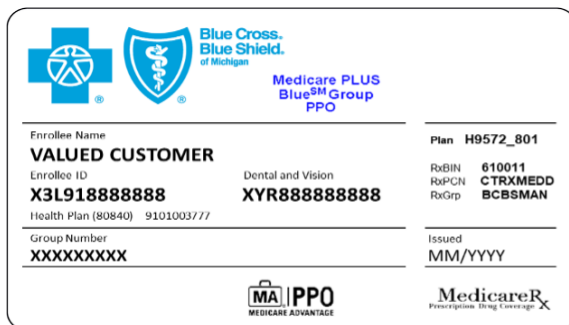 Blue Cross®
Blue Shield®
of Michigan
® ®
Medicare PLUS
Blue℠ Group
PPO
Enrollee Name
VALUED CUSTOMER
Enrollee ID Dental and Vision
X3L918888888 XYR888888888
Health Plan (80840) 9101003777
Group Number
XXXXXXXXX
Plan H9572_801
RxBIN 610011
RxPCN CTRXMEDD
RxGrp BCBSMAN
Issued
MM/YYYY
MA PPO
MEDICARE ADVANTAGE
MedicareRx
Prescription Drug Coverage